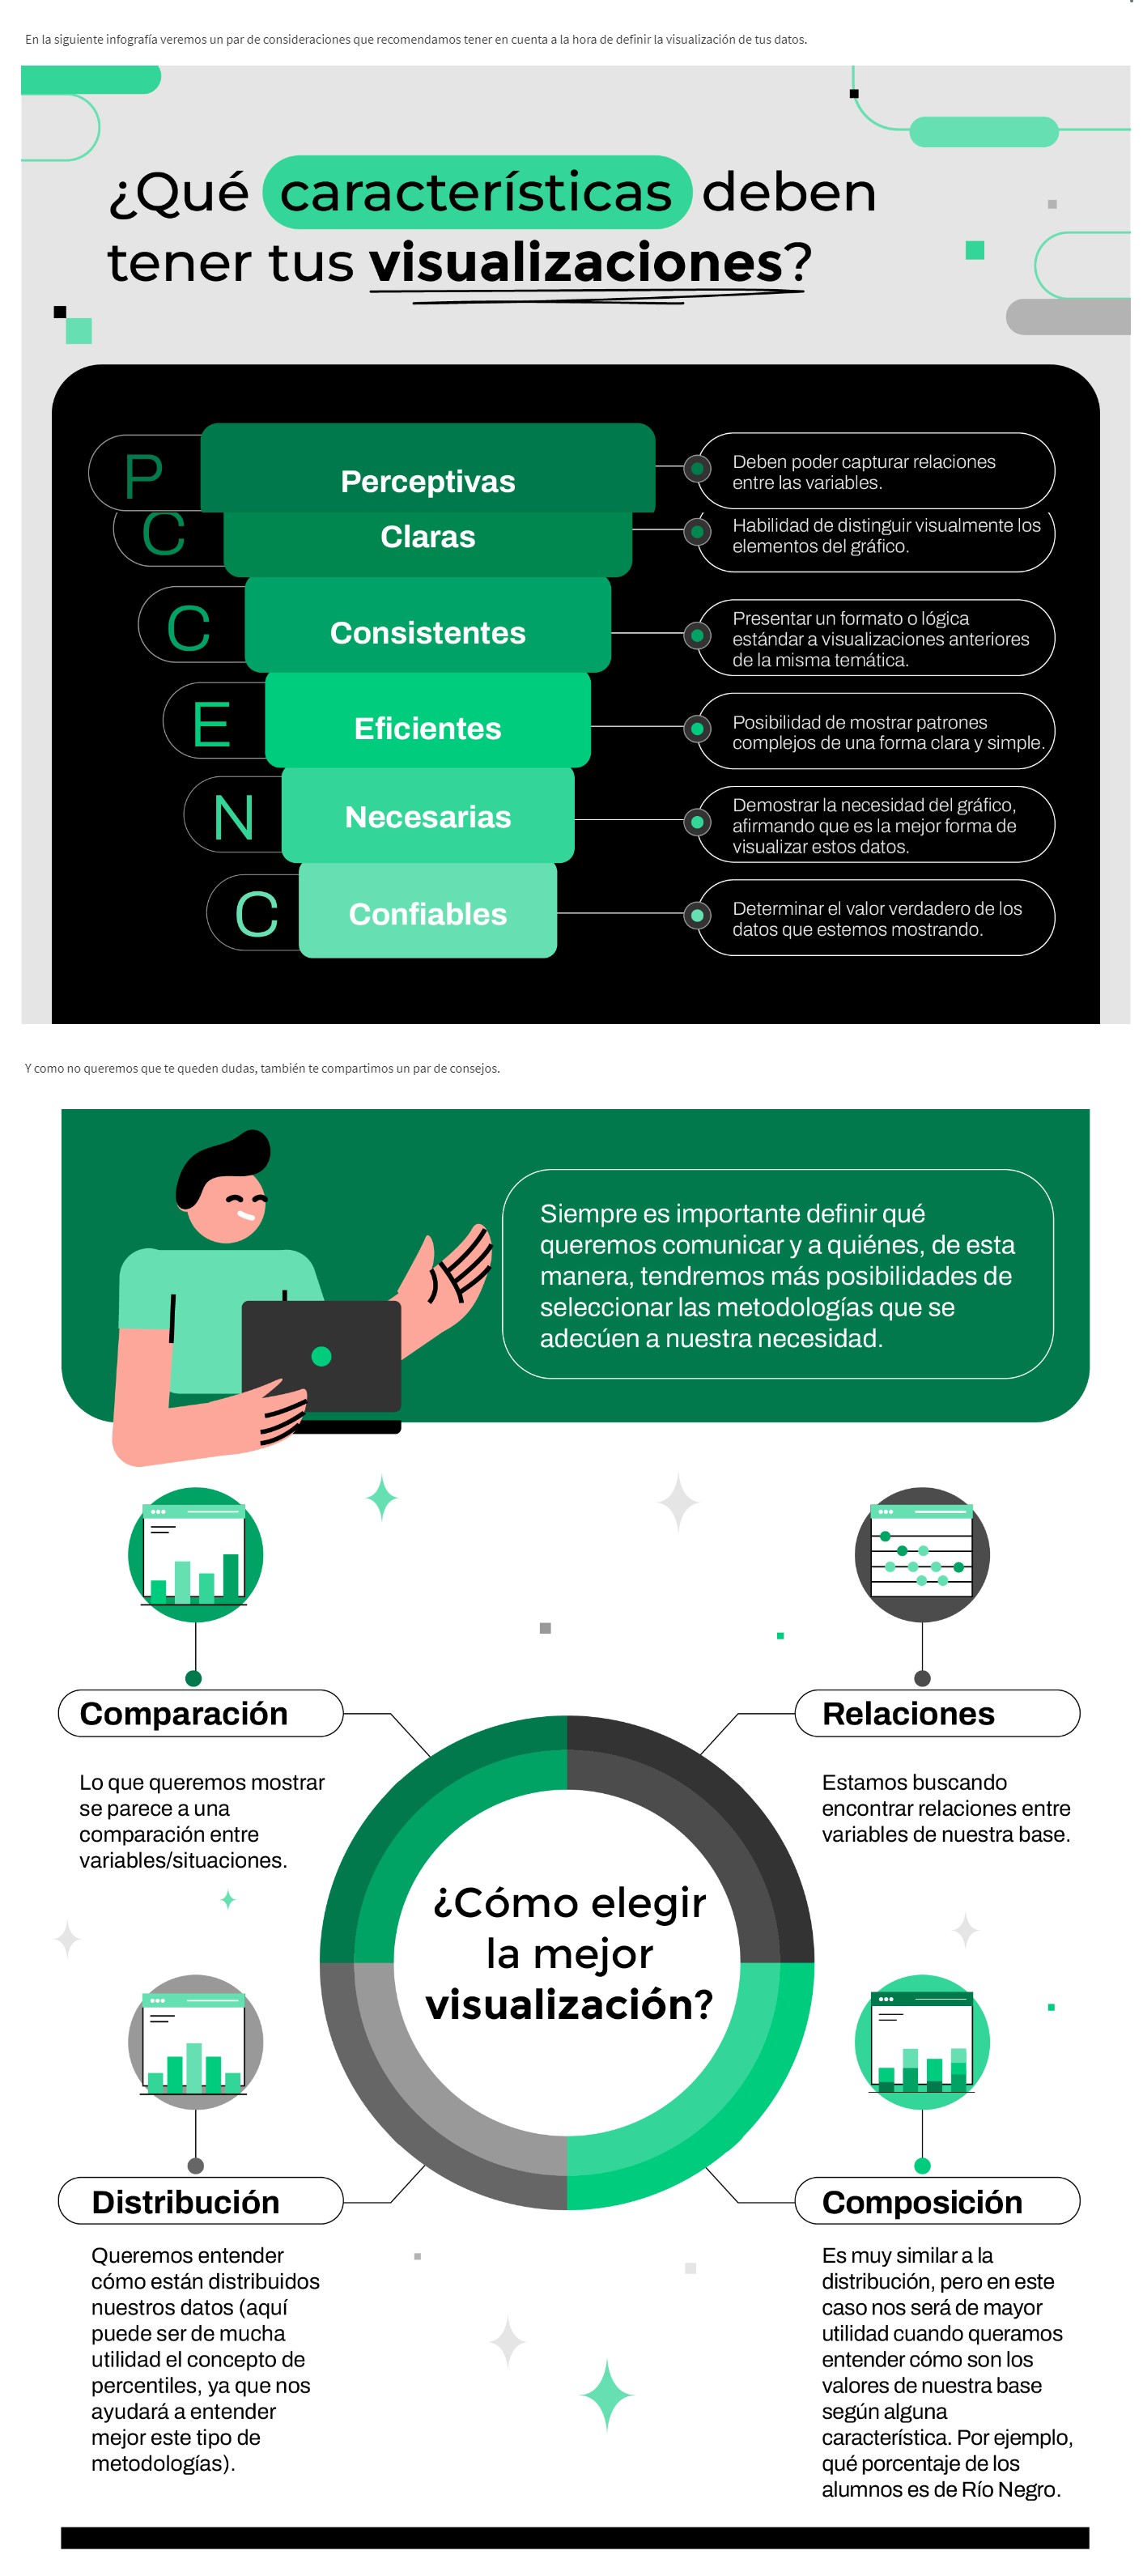 En la siguiente infografía veremos un par de consideraciones que recomendamos tener en cuenta a la hora de definir la visualización de tus datos.
¿Qué características deben
tener tus visualizaciones?
P
Perceptivas
Deben poder capturar relaciones
entre las variables.
C
Claras
Habilidad de distinguir visualmente los
elementos del gráfico.
C
Consistentes
Presentar un formato o lógica
estándar a visualizaciones anteriores
de la misma temática.
E
Eficientes
Posibilidad de mostrar patrones
complejos de una forma clara y simple.
N
Necesarias
Demostrar la necesidad del gráfico,
afirmando que es la mejor forma de
visualizar estos datos.
C
Confiables
Determinar el valor verdadero de los
datos que estemos mostrando.
Y como no queremos que te queden dudas, también te compartimos un par de consejos.
Siempre es importante definir qué
queremos comunicar y a quiénes, de esta
manera, tendremos más posibilidades de
seleccionar las metodologías que se
adecúen a nuestra necesidad.
Comparación
Lo que queremos mostrar
se parece a una
comparación entre
variables/situaciones.
Relaciones
Estamos buscando
encontrar relaciones entre
variables de nuestra base.
¿Cómo elegir
la mejor
visualización?
Distribución
Queremos entender
cómo están distribuidos
nuestros datos (aquí
puede ser de mucha
utilidad el concepto de
percentiles, ya que nos
ayudará a entender
mejor este tipo de
metodologías).
Composición
Es muy similar a la
distribución, pero en este
caso nos será de mayor
utilidad cuando queramos
entender cómo son los
valores de nuestra base
según alguna
característica. Por ejemplo,
qué porcentaje de los
alumnos es de Río Negro.